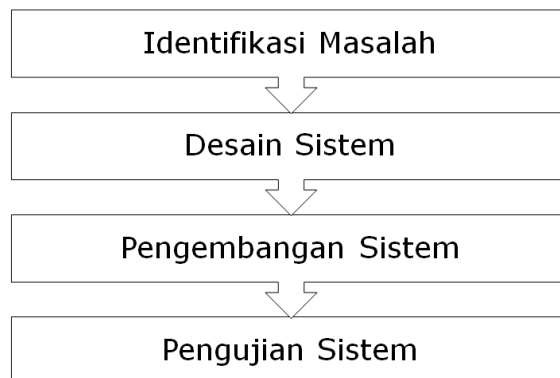 Identifikasi Masalah
Desain Sistem
Pengembangan Sistem
Pengujian Sistem